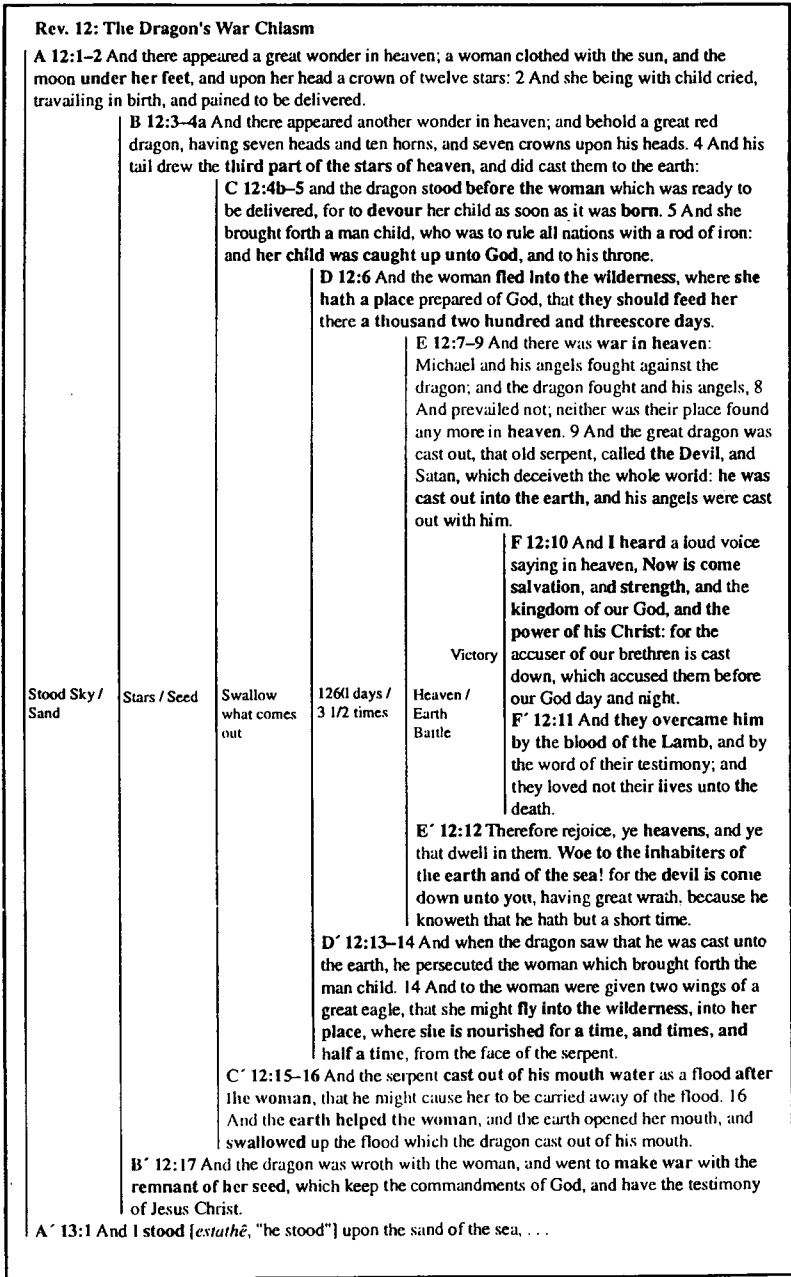 Rev. 12: The Dragon's War Chiasm
A 12:1–2 And there appeared a great wonder in heaven; a woman clothed with the sun, and the
moon under her feet, and upon her head a crown of twelve stars: 2 And she being with child cried,
travailing in birth, and pained to be delivered.
B 12:3–4a And there appeared another wonder in heaven; and behold a great red
dragon, having seven heads and ten horns, and seven crowns upon his heads. 4 And his
tail drew the third part of the stars of heaven, and did cast them to the earth:
C 12:4b–5 and the dragon stood before the woman which was ready to
be delivered, for to devour her child as soon as it was born. 5 And she
brought forth a man child, who was to rule all nations with a rod of iron:
and her child was caught up unto God, and to his throne.
D 12:6 And the woman fled into the wilderness, where she
hath a place prepared of God, that they should feed her
there a thousand two hundred and threescore days.
E 12:7–9 And there was war in heaven:
Michael and his angels fought against the
dragon; and the dragon fought and his angels, 8
And prevailed not; neither was their place found
any more in heaven. 9 And the great dragon was
cast out, that old serpent, called the Devil, and
Satan, which deceiveth the whole world: he was
cast out into the earth, and his angels were cast
out with him.
F 12:10 And I heard a loud voice
saying in heaven, Now is come
salvation, and strength, and the
kingdom of our God, and the
power of his Christ: for the
accuser of our brethren is cast
down, which accused them before
our God day and night.
Victory
Stood Sky /
Sand
Stars / Seed
Swallow
what comes
out
1260 days /
3 1/2 times
Heaven /
Earth
Battle
F´ 12:11 And they overcame him
by the blood of the Lamb, and by
the word of their testimony; and
they loved not their lives unto the
death.
E´ 12:12 Therefore rejoice, ye heavens, and ye
that dwell in them. Woe to the inhabiters of
the earth and of the sea! for the devil is come
down unto you, having great wrath, because he
knoweth that he hath but a short time.
D´ 12:13–14 And when the dragon saw that he was cast unto
the earth, he persecuted the woman which brought forth the
man child. 14 And to the woman were given two wings of a
great eagle, that she might fly into the wilderness, into her
place, where she is nourished for a time, and times, and
half a time, from the face of the serpent.
C´ 12:15–16 And the serpent cast out of his mouth water as a flood after
the woman, that he might cause her to be carried away of the flood. 16
And the earth helped the woman, and the earth opened her mouth, and
swallowed up the flood which the dragon cast out of his mouth.
B´ 12:17 And the dragon was wroth with the woman, and went to make war with the
remnant of her seed, which keep the commandments of God, and have the testimony
of Jesus Christ.
A´ 13:1 And I stood [estathê, "he stood"] upon the sand of the sea, . . .